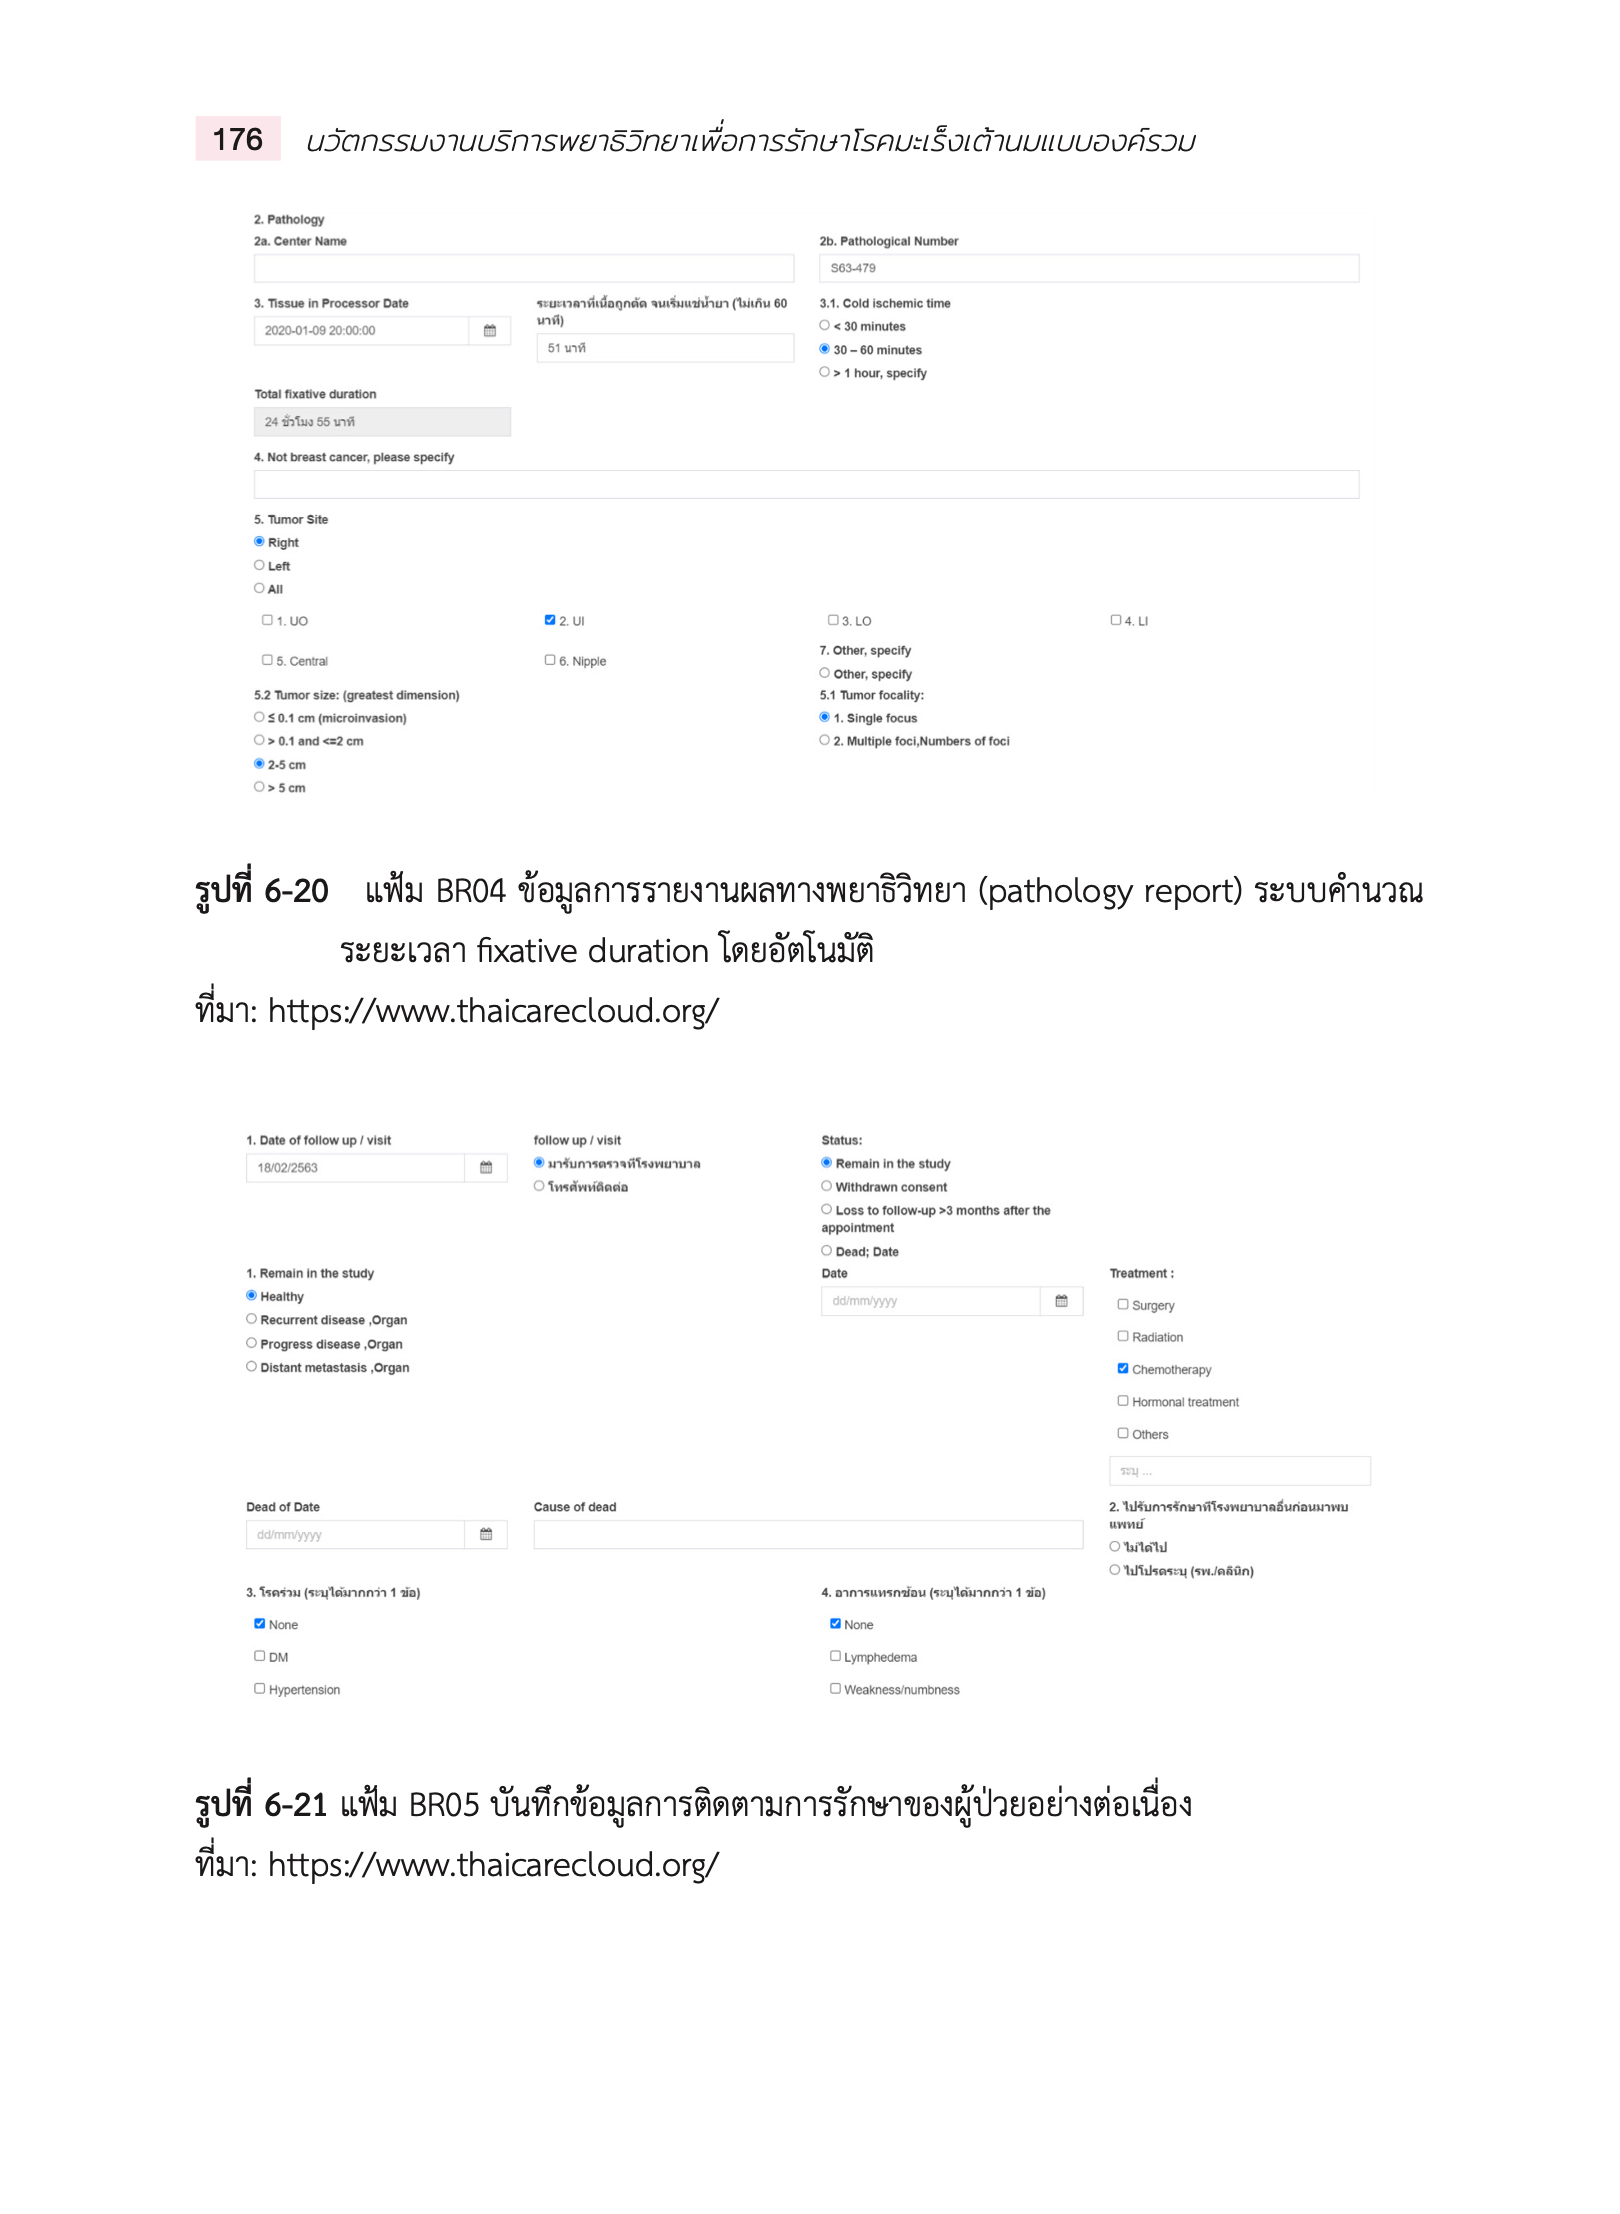 176 นวัตกรรมงานบริการพยาธิวิทยาเพื่อการรักษาโรคมะเร็งเต้านมแบบองค์รวม
2. Pathology
2a. Center Name
2b. Pathological Number
S63-479
3. Tissue in Processor Date
2020-01-09 20:00:00
ระยะเวลาที่เนื้อถูกตัด จนเริ่มแช่น้ำยา (ไม่เกิน 60
นาที)
51 นาที
3.1. Cold ischemic time
< 30 minutes
30 – 60 minutes
> 1 hour, specify
Total fixative duration
24 ชั่วโมง 55 นาที
4. Not breast cancer, please specify
5. Tumor Site
Right
Left
All
1. UO
2. UI
3. LO
4. LI
5. Central
6. Nipple
7. Other, specify
Other, specify
5.2 Tumor size: (greatest dimension)
≤ 0.1 cm (microinvasion)
> 0.1 and <=2 cm
2-5 cm
> 5 cm
5.1 Tumor focality:
1. Single focus
2. Multiple foci,Numbers of foci
รูปที่ 6-20 แฟ้ม BR04 ข้อมูลการรายงานผลทางพยาธิวิทยา (pathology report) ระบบคำนวณ
ระยะเวลา fixative duration โดยอัตโนมัติ
ที่มา: https://www.thaicarecloud.org/
1. Date of follow up / visit
18/02/2563
follow up / visit
มารับการตรวจที่โรงพยาบาล
โทรศัพท์ติดต่อ
Status:
Remain in the study
Withdrawn consent
Loss to follow-up >3 months after the
appointment
Dead; Date
1. Remain in the study
Healthy
Recurrent disease ,Organ
Progress disease ,Organ
Distant metastasis ,Organ
Date
dd/mm/yyyy
Treatment :
Surgery
Radiation
Chemotherapy
Hormonal treatment
Others
ระบุ ...
Dead of Date
dd/mm/yyyy
Cause of dead
2. ไปรับการรักษาที่โรงพยาบาลอื่นก่อนมาพบ
แพทย์
ไม่ได้ไป
ไปโปรดระบุ (รพ./คลินิก)
3. โรคร่วม (ระบุได้มากกว่า 1 ข้อ)
None
DM
Hypertension
4. อาการแทรกซ้อน (ระบุได้มากกว่า 1 ข้อ)
None
Lymphedema
Weakness/numbness
รูปที่ 6-21 แฟ้ม BR05 บันทึกข้อมูลการติดตามการรักษาของผู้ป่วยอย่างต่อเนื่อง
ที่มา: https://www.thaicarecloud.org/